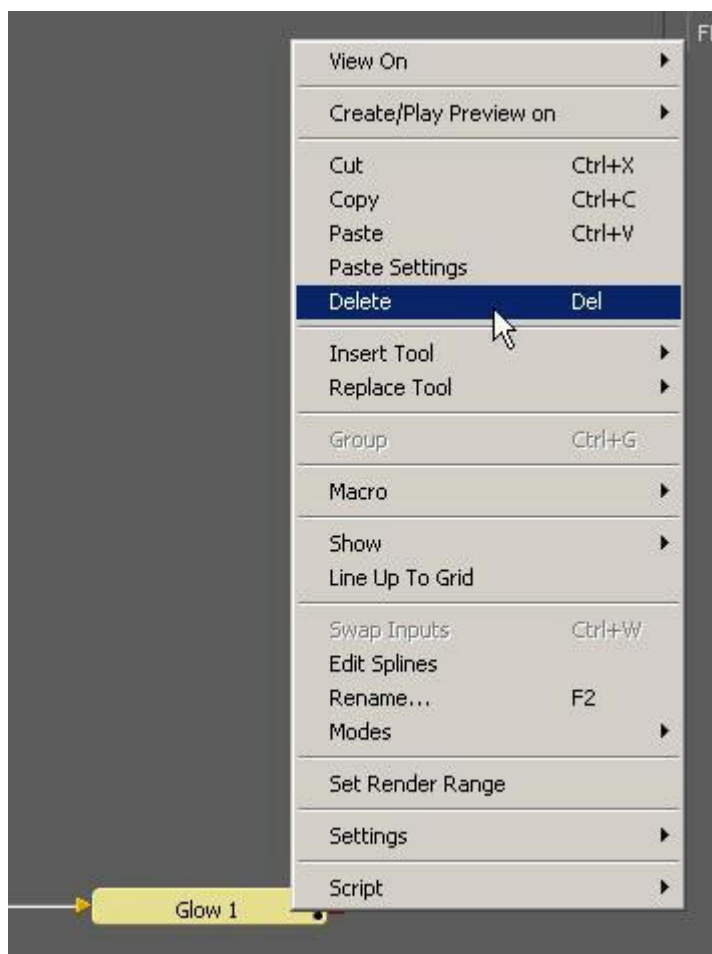 View On
Create/Play Preview on
Cut Ctrl+X
Copy Ctrl+C
Paste Ctrl+V
Paste Settings
Delete Del
Insert Tool
Replace Tool
Group Ctrl+G
Macro
Show
Line Up To Grid
Swap Inputs Ctrl+W
Edit Splines
Rename... F2
Modes
Set Render Range
Settings
Script
Glow 1